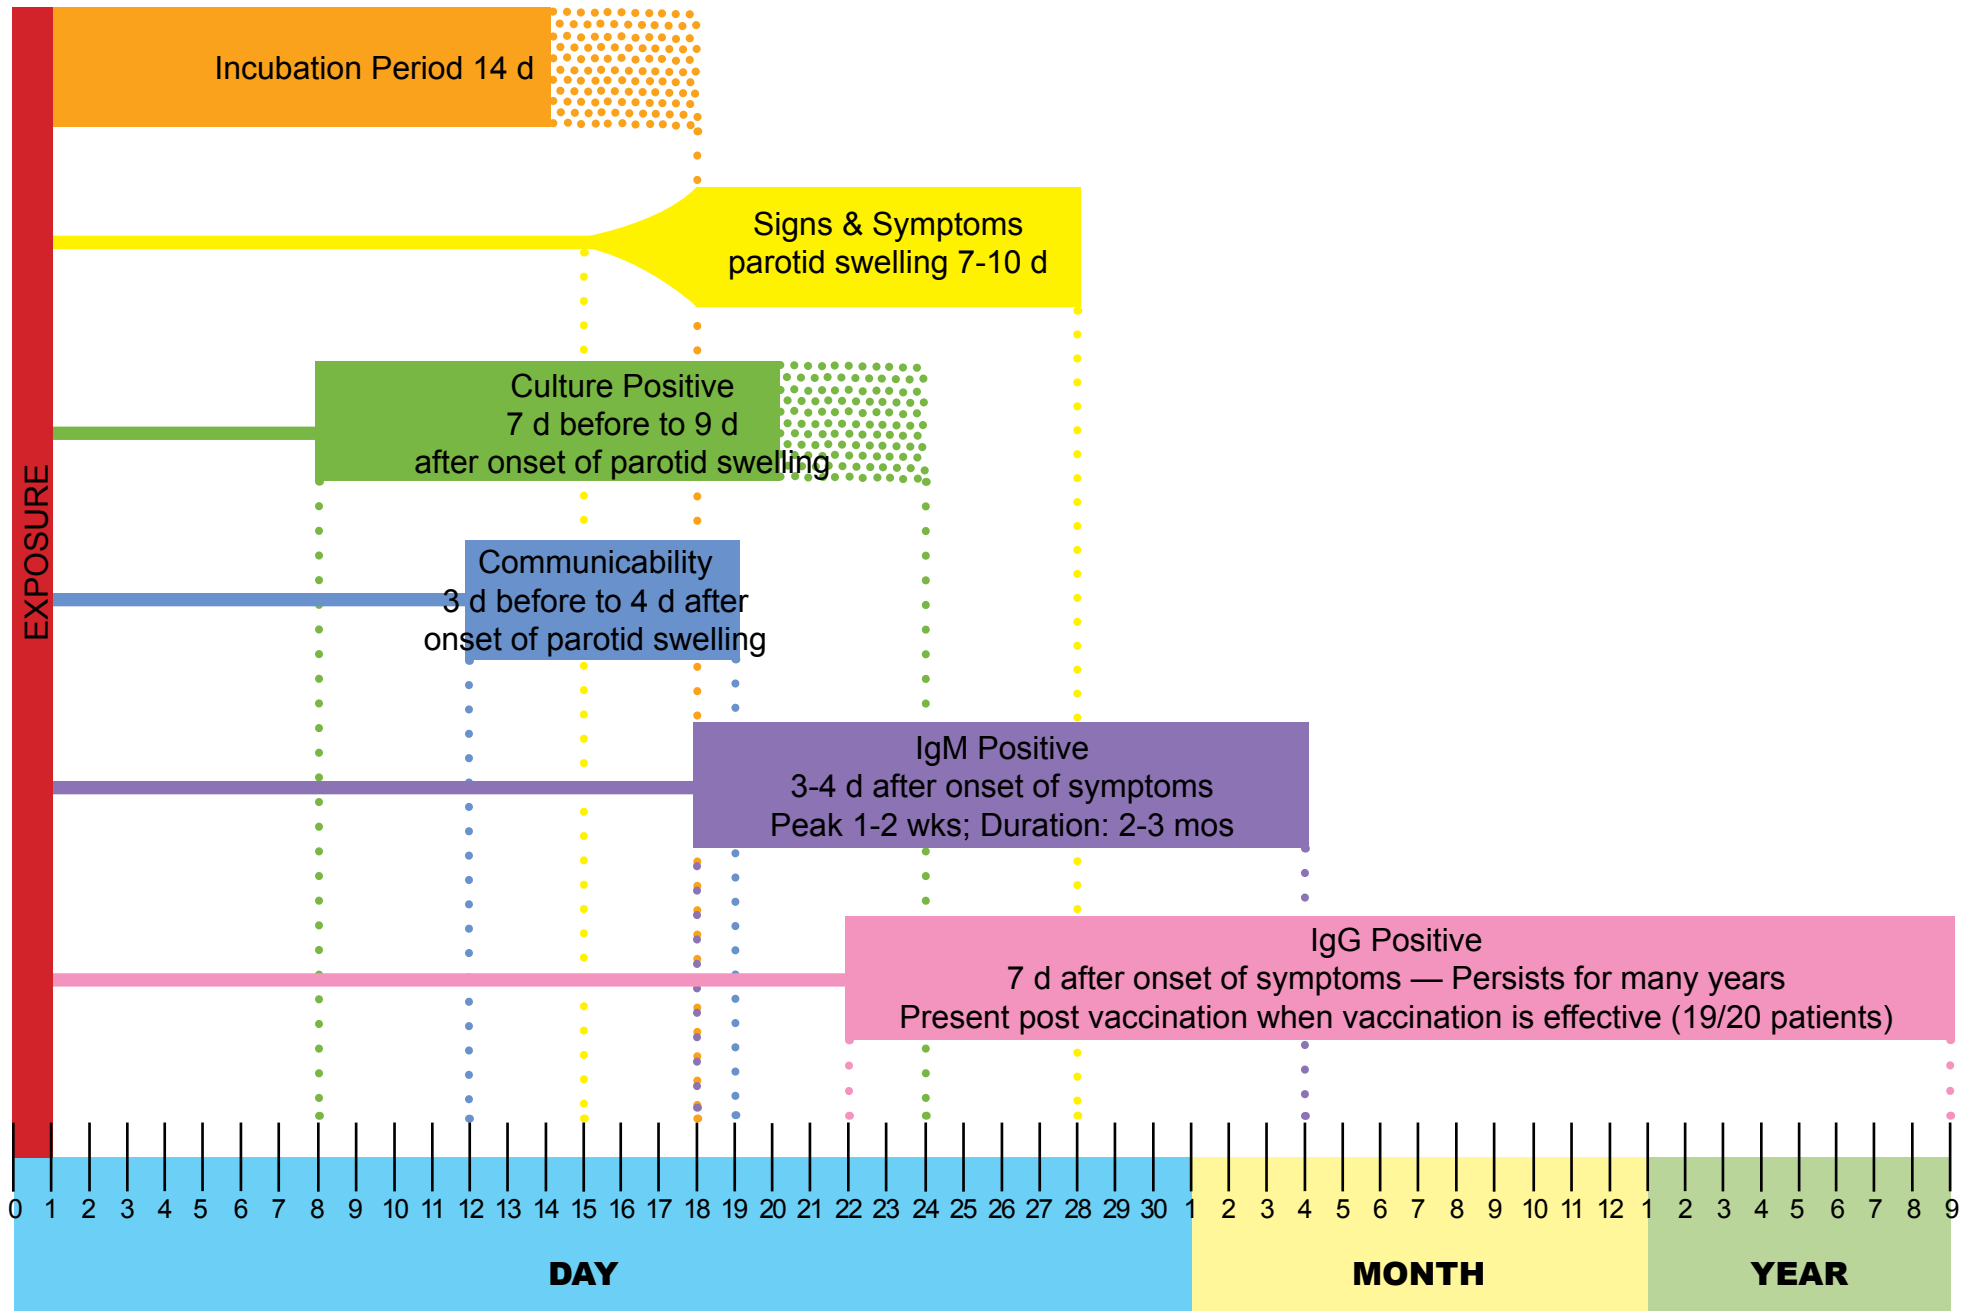 EXPOSURE
Incubation Period 14 d
Signs & Symptoms
parotid swelling 7-10 d
Culture Positive
7 d before to 9 d
after onset of parotid swelling
Communicability
3 d before to 4 d after
onset of parotid swelling
IgM Positive
3-4 d after onset of symptoms
Peak 1-2 wks; Duration: 2-3 mos
IgG Positive
7 d after onset of symptoms — Persists for many years
Present post vaccination when vaccination is effective (19/20 patients)
0 1 2 3 4 5 6 7 8 9 10 11 12 13 14 15 16 17 18 19 20 21 22 23 24 25 26 27 28 29 30 1 2 3 4 5 6 7 8 9 10 11 12 1 2 3 4 5 6 7 8 9
DAY MONTH YEAR